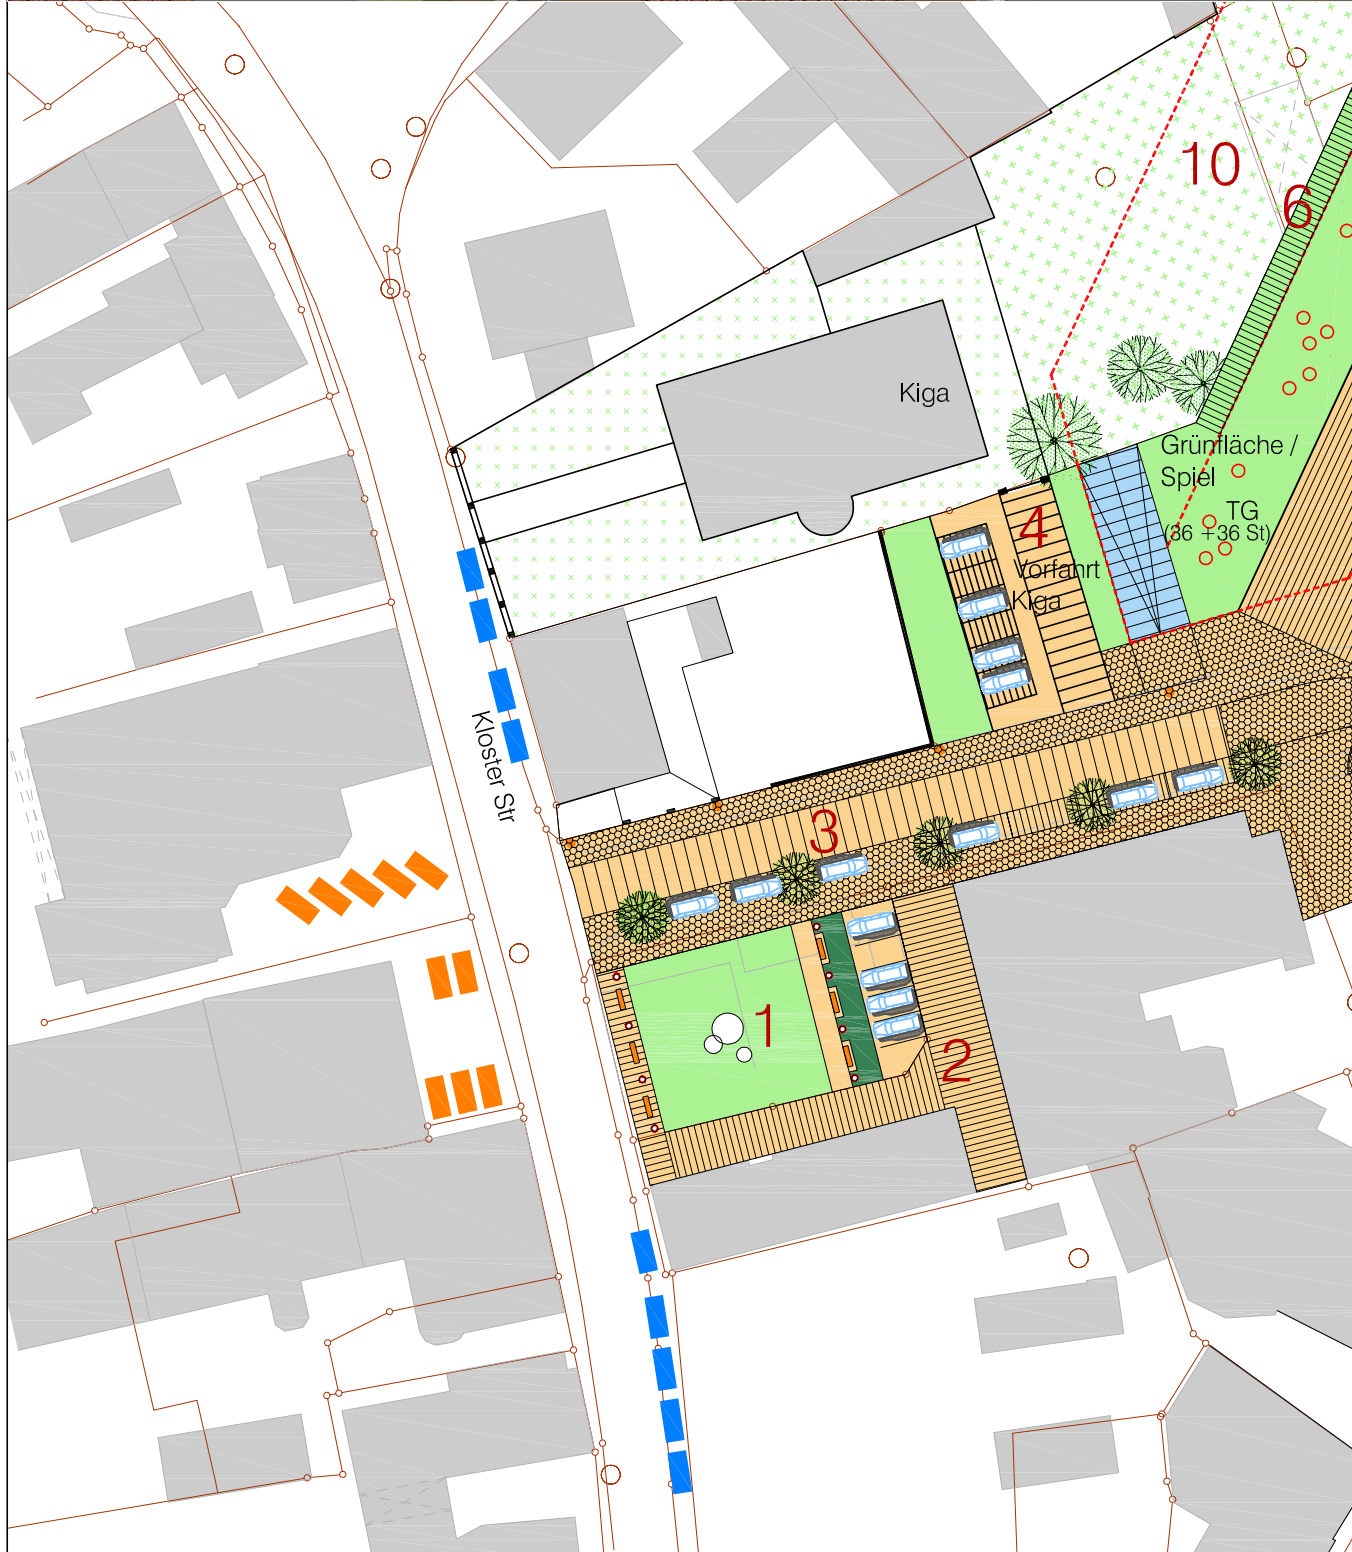 10
6
Kiga
Grünfläche /
Spiel
TG
(36 +36 St)
4
Vorfahrt
Kiga
Kloster Str
3
1
2